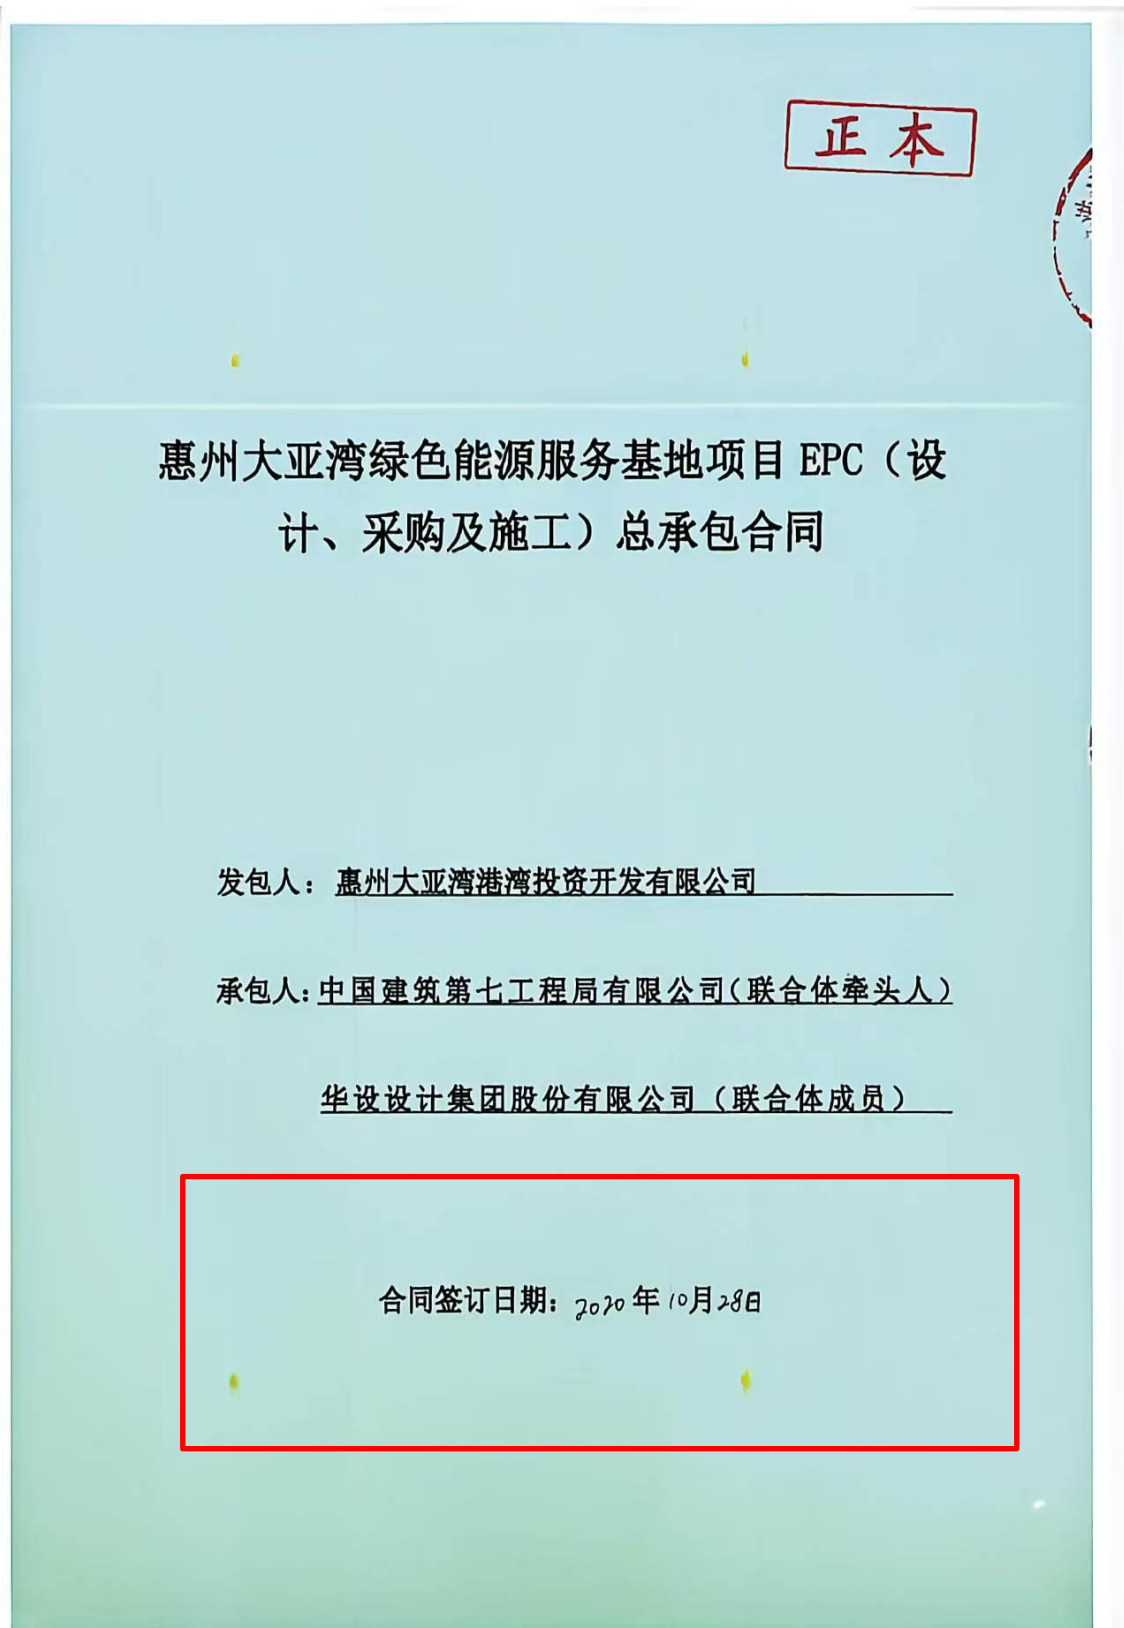 正本
惠州大亚湾绿色能源服务基地项目 EPC（设
计、采购及施工）总承包合同
发包人：惠州大亚湾港湾投资开发有限公司
承包人:中国建筑第七工程局有限公司(联合体牵头人)
华设设计集团股份有限公司（联合体成员）
合同签订日期：2020年10月28日